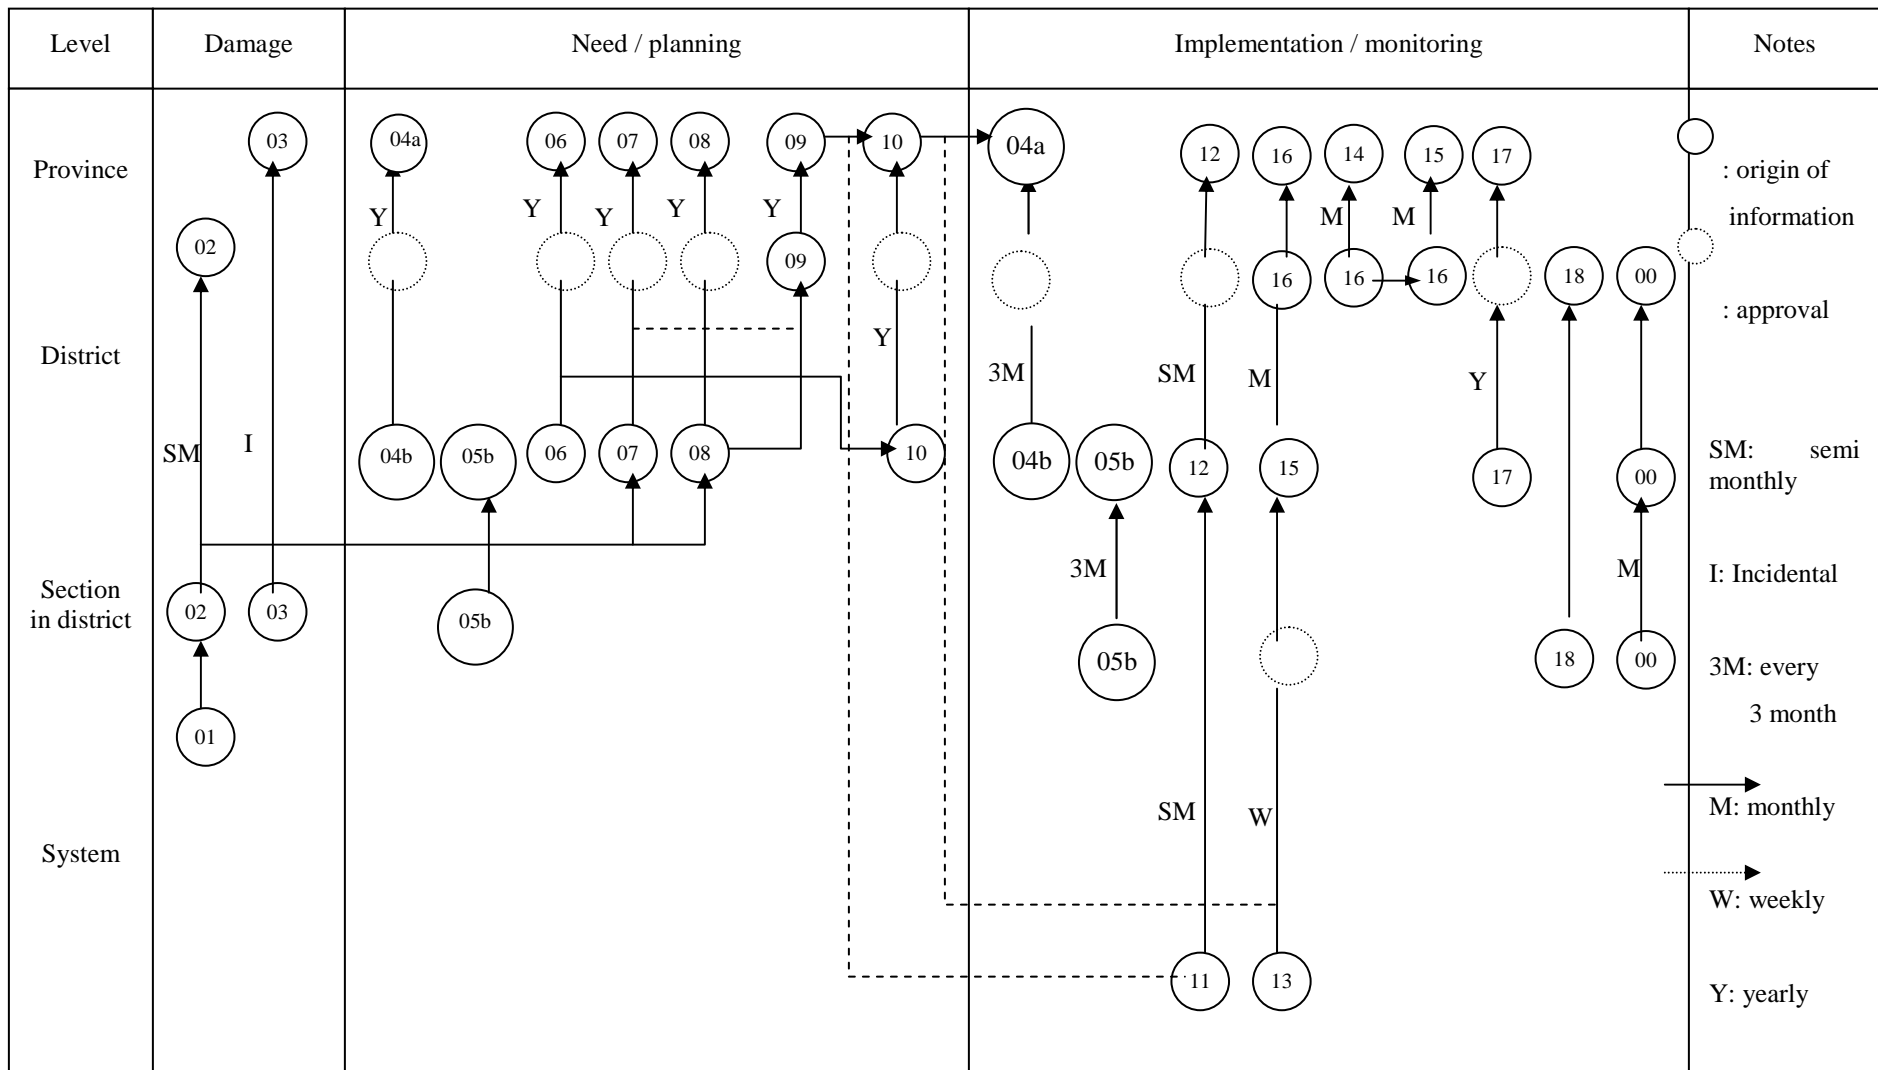 Level Damage Need / planning Implementation / monitoring Notes
03 04a 06 07 08 09 10 04a 12 16 14 15 17
Province
: origin of
information
Y Y Y Y Y M M
02 09 16 16 16 18 00
: approval
District
Y 3M SM M Y
SM I
04b 05b 06 07 08 10 04b 05b 12 15 17 00
SM: semi
monthly
3M M
I: Incidental
Section
in district
02 03 05b 05b 18 00
3M: every
3 month
01
SM W
M: monthly
System
W: weekly
11 13
Y: yearly